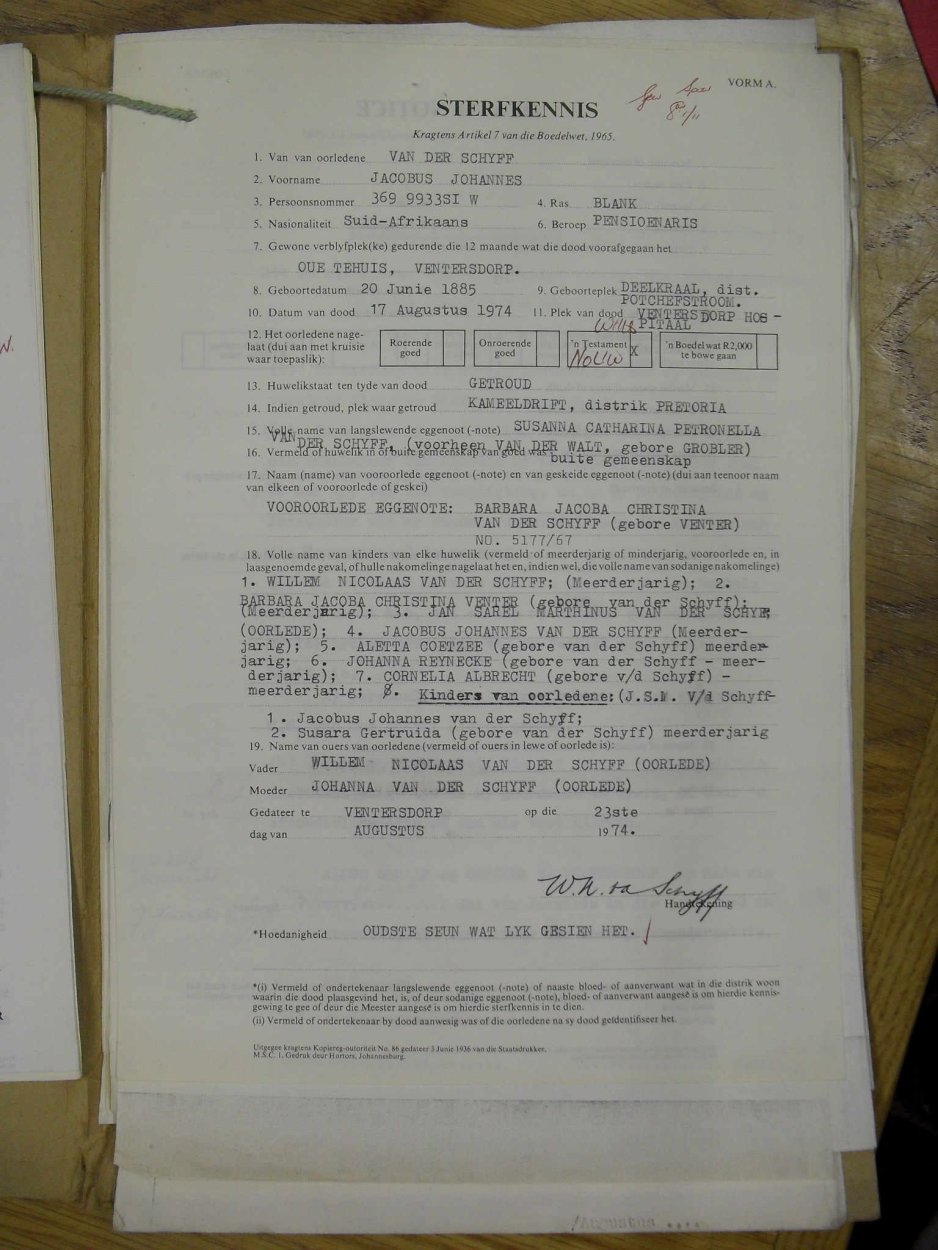 VORM A.
STERFKENNIS
Kragtens Artikel 7 van die Boedelwet, 1965.
1. Van van oorledene VAN DER SCHYFF
2. Voorname JACOBUS JOHANNES
3. Persoonsnommer 369 9933SI W 4. Ras BLANK
5. Nasionaliteit Suid-Afrikaans 6. Beroep PENSIOENARIS
7. Gewone verblyfplek(ke) gedurende die 12 maande wat die dood voorafgegaan het
OUE TEHUIS, VENTERSDORP.
8. Geboortedatum 20 Junie 1885 9. Geboorteplek DEELKRAAL, dist.
POTCHEFSTROOM.
10. Datum van dood 17 Augustus 1974 11. Plek van dood VENTERSDORP HOS-
PITAAL
12. Het oorledene nage-
laat (dui aan met kruisie
waar toepaslik):
Roerende
goed
Onroerende
goed
'n Testament X
'n Boedel wat R2,000
te bowe gaan
13. Huwelikstaat ten tyde van dood GETROUD
14. Indien getroud, plek waar getroud KAMEELDRIFT, distrik PRETORIA
15. Volle name van langslewende eggenoot (-note) SUSANNA CATHARINA PETRONELLA
VAN DER SCHYFF, (voorheen VAN DER WALT, gebore GROBLER)
16. Vermeld of huwelik in of buite gemeenskap van goed was buite gemeenskap
17. Naam (name) van vooroorlede eggenoot (-note) en van geskeide eggenoot (-note) (dui aan teenoor naam
van elkeen of vooroorlede of geskei)
VOOROORLEDE EGGENOTE: BARBARA JACOBA CHRISTINA
VAN DER SCHYFF (gebore VENTER)
NO. 5177/67
18. Volle name van kinders van elke huwelik (vermeld of meerderjarig of minderjarig, vooroorlede en, in
laasgenoemde geval, of hulle nakomelinge nagelaat het en, indien wel, die volle name van sodanige nakomelinge)
1. WILLEM NICOLAAS VAN DER SCHYFF; (Meerderjarig); 2.
BARBARA JACOBA CHRISTINA VENTER (gebore van der Schyff);
(Meerderjarig); 3. JAN SAREL MARTHINUS VAN DER SCHYF
(OORLEDE); 4. JACOBUS JOHANNES VAN DER SCHYFF (Meerder-
jarig); 5. ALETTA COETZEE (gebore van der Schyff) meerder-
jarig; 6. JOHANNA REYNECKE (gebore van der Schyff - meer-
derjarig); 7. CORNELIA ALBRECHT (gebore v/d Schyff) -
meerderjarig; 8. Kinders van oorledene: (J.S.M. V/d Schyff-
1. Jacobus Johannes van der Schyff;
2. Susara Gertruida (gebore van der Schyff) meerderjarig
19. Name van ouers van oorledene (vermeld of ouers in lewe of oorlede is):
Vader WILLEM NICOLAAS VAN DER SCHYFF (OORLEDE)
Moeder JOHANNA VAN DER SCHYFF (OORLEDE)
Gedateer te VENTERSDORP op die 23ste
dag van AUGUSTUS 1974.
Handtekening
*Hoedanigheid OUDSTE SEUN WAT LYK GESIEN HET.
*(i) Vermeld of ondertekenaar langslewende eggenoot (-note) of naaste bloed- of aanverwant wat in die distrik woon
waarin die dood plaasgevind het, is, of deur sodanige eggenoot (-note), bloed- of aanverwant aangesê is om hierdie kennis-
gewing te gee of deur die Meester aangesê is om hierdie sterfkennis in te dien.
(ii) Vermeld of ondertekenaar by dood aanwesig was of die oorledene na sy dood geïdentifiseer het.
Uitgegee kragtens Kopiereg-outoriteit No. 86 gedateer 3 Junie 1936 van die Staatsdrukker.
M.S.C. 1. Gedruk deur Hortors, Johannesburg.